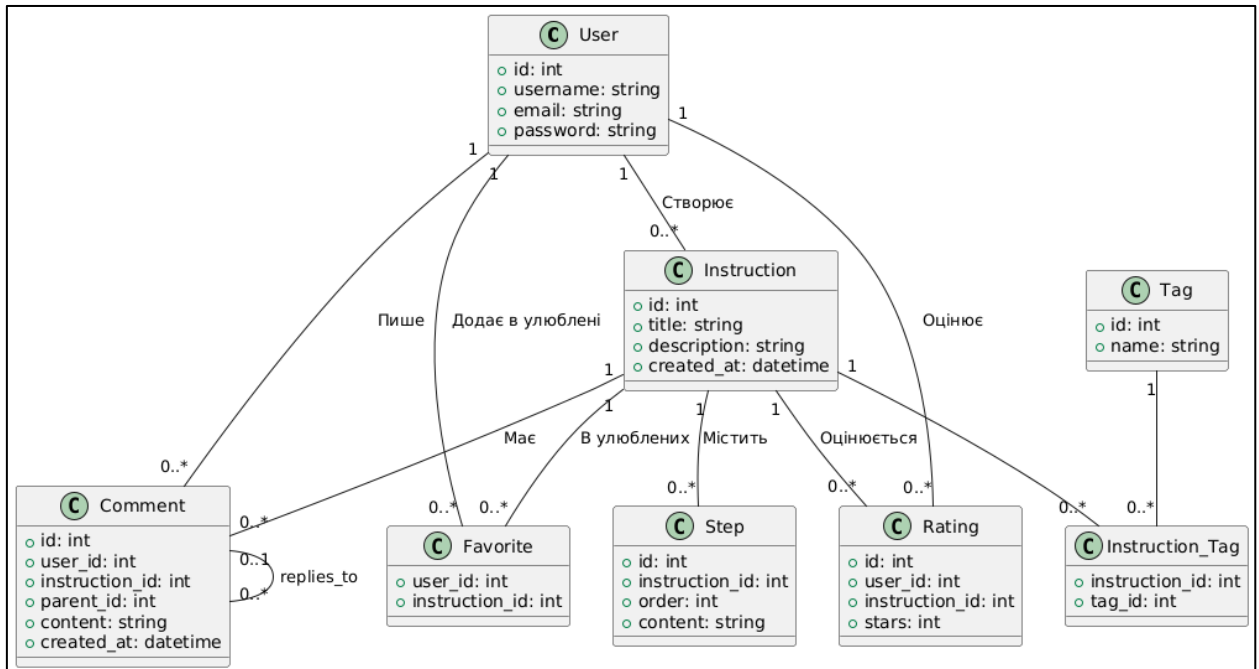 C User
id: int
username: string
email: string
password: string
1
1
1
1
Створює
0..*
C Instruction
id: int
title: string
description: string
created_at: datetime
C Tag
id: int
name: string
Пише
Додає в улюблені
Оцінює
1
1
1
1
1
1
Має
В улюблених
Містить
Оцінюється
0..*
0..*
0..*
0..*
0..*
0..*
0..*
0..*
0..*
C Comment
id: int
user_id: int
instruction_id: int
parent_id: int
content: string
created_at: datetime
0..1
replies_to
0..*
C Favorite
user_id: int
instruction_id: int
C Step
id: int
instruction_id: int
order: int
content: string
C Rating
id: int
user_id: int
instruction_id: int
stars: int
C Instruction_Tag
instruction_id: int
tag_id: int